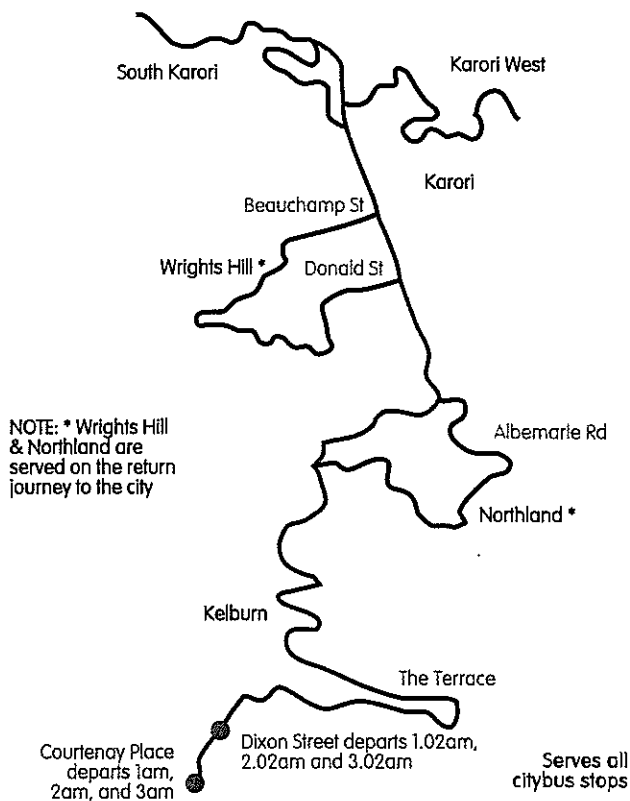 South Karori
Karori West
Karori
Beauchamp St
Wrights Hill *
Donald St
NOTE: * Wrights Hill
& Northland are
served on the return
journey to the city
Albemarle Rd
Northland *
Kelburn
The Terrace
Dixon Street departs 1.02am,
2.02am and 3.02am
Courtenay Place
departs 1am,
2am, and 3am
Serves all
citybus stops